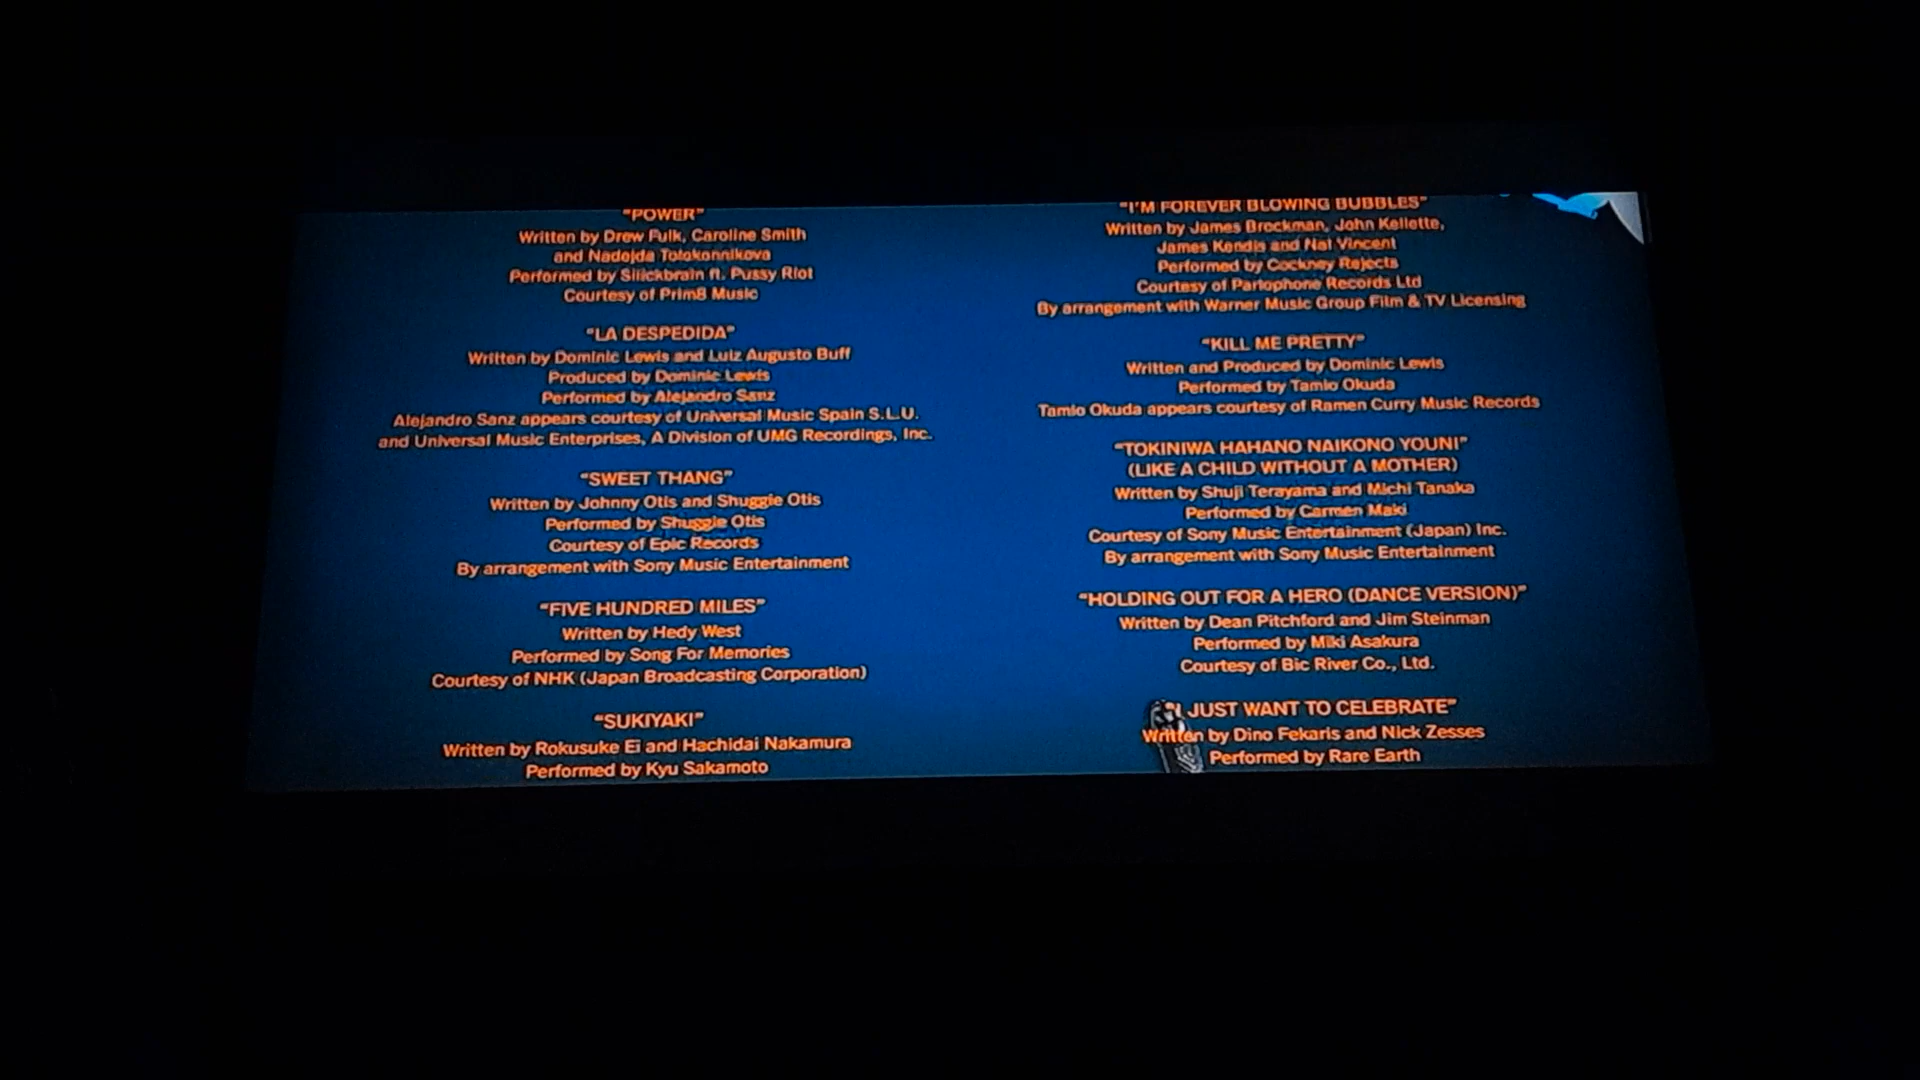 "POWER"
Written by Drew Fulk, Caroline Smith
and Nadejda Tolokonnikova
Performed by Sliickbrain ft. Pussy Riot
Courtesy of Prim8 Music
"LA DESPEDIDA"
Written by Dominic Lewis and Luiz Augusto Buff
Produced by Dominic Lewis
Performed by Alejandro Sanz
Alejandro Sanz appears courtesy of Universal Music Spain S.L.U.
and Universal Music Enterprises, A Division of UMG Recordings, Inc.
"SWEET THANG"
Written by Johnny Otis and Shuggie Otis
Performed by Shuggie Otis
Courtesy of Epic Records
By arrangement with Sony Music Entertainment
"FIVE HUNDRED MILES"
Written by Hedy West
Performed by Song For Memories
Courtesy of NHK (Japan Broadcasting Corporation)
"SUKIYAKI"
Written by Rokusuke Ei and Hachidai Nakamura
Performed by Kyu Sakamoto
"I'M FOREVER BLOWING BUBBLES"
Written by James Brockman, John Kellette,
James Kendis and Nat Vincent
Performed by Cockney Rejects
Courtesy of Parlophone Records Ltd
By arrangement with Warner Music Group Film & TV Licensing
"KILL ME PRETTY"
Written and Produced by Dominic Lewis
Performed by Tamio Okuda
Tamio Okuda appears courtesy of Ramen Curry Music Records
"TOKINIWA HAHANO NAIKONO YOUNI"
(LIKE A CHILD WITHOUT A MOTHER)
Written by Shuji Terayama and Michi Tanaka
Performed by Carmen Maki
Courtesy of Sony Music Entertainment (Japan) Inc.
By arrangement with Sony Music Entertainment
"HOLDING OUT FOR A HERO (DANCE VERSION)"
Written by Dean Pitchford and Jim Steinman
Performed by Miki Asakura
Courtesy of Bic River Co., Ltd.
"I JUST WANT TO CELEBRATE"
Written by Dino Fekaris and Nick Zesses
Performed by Rare Earth